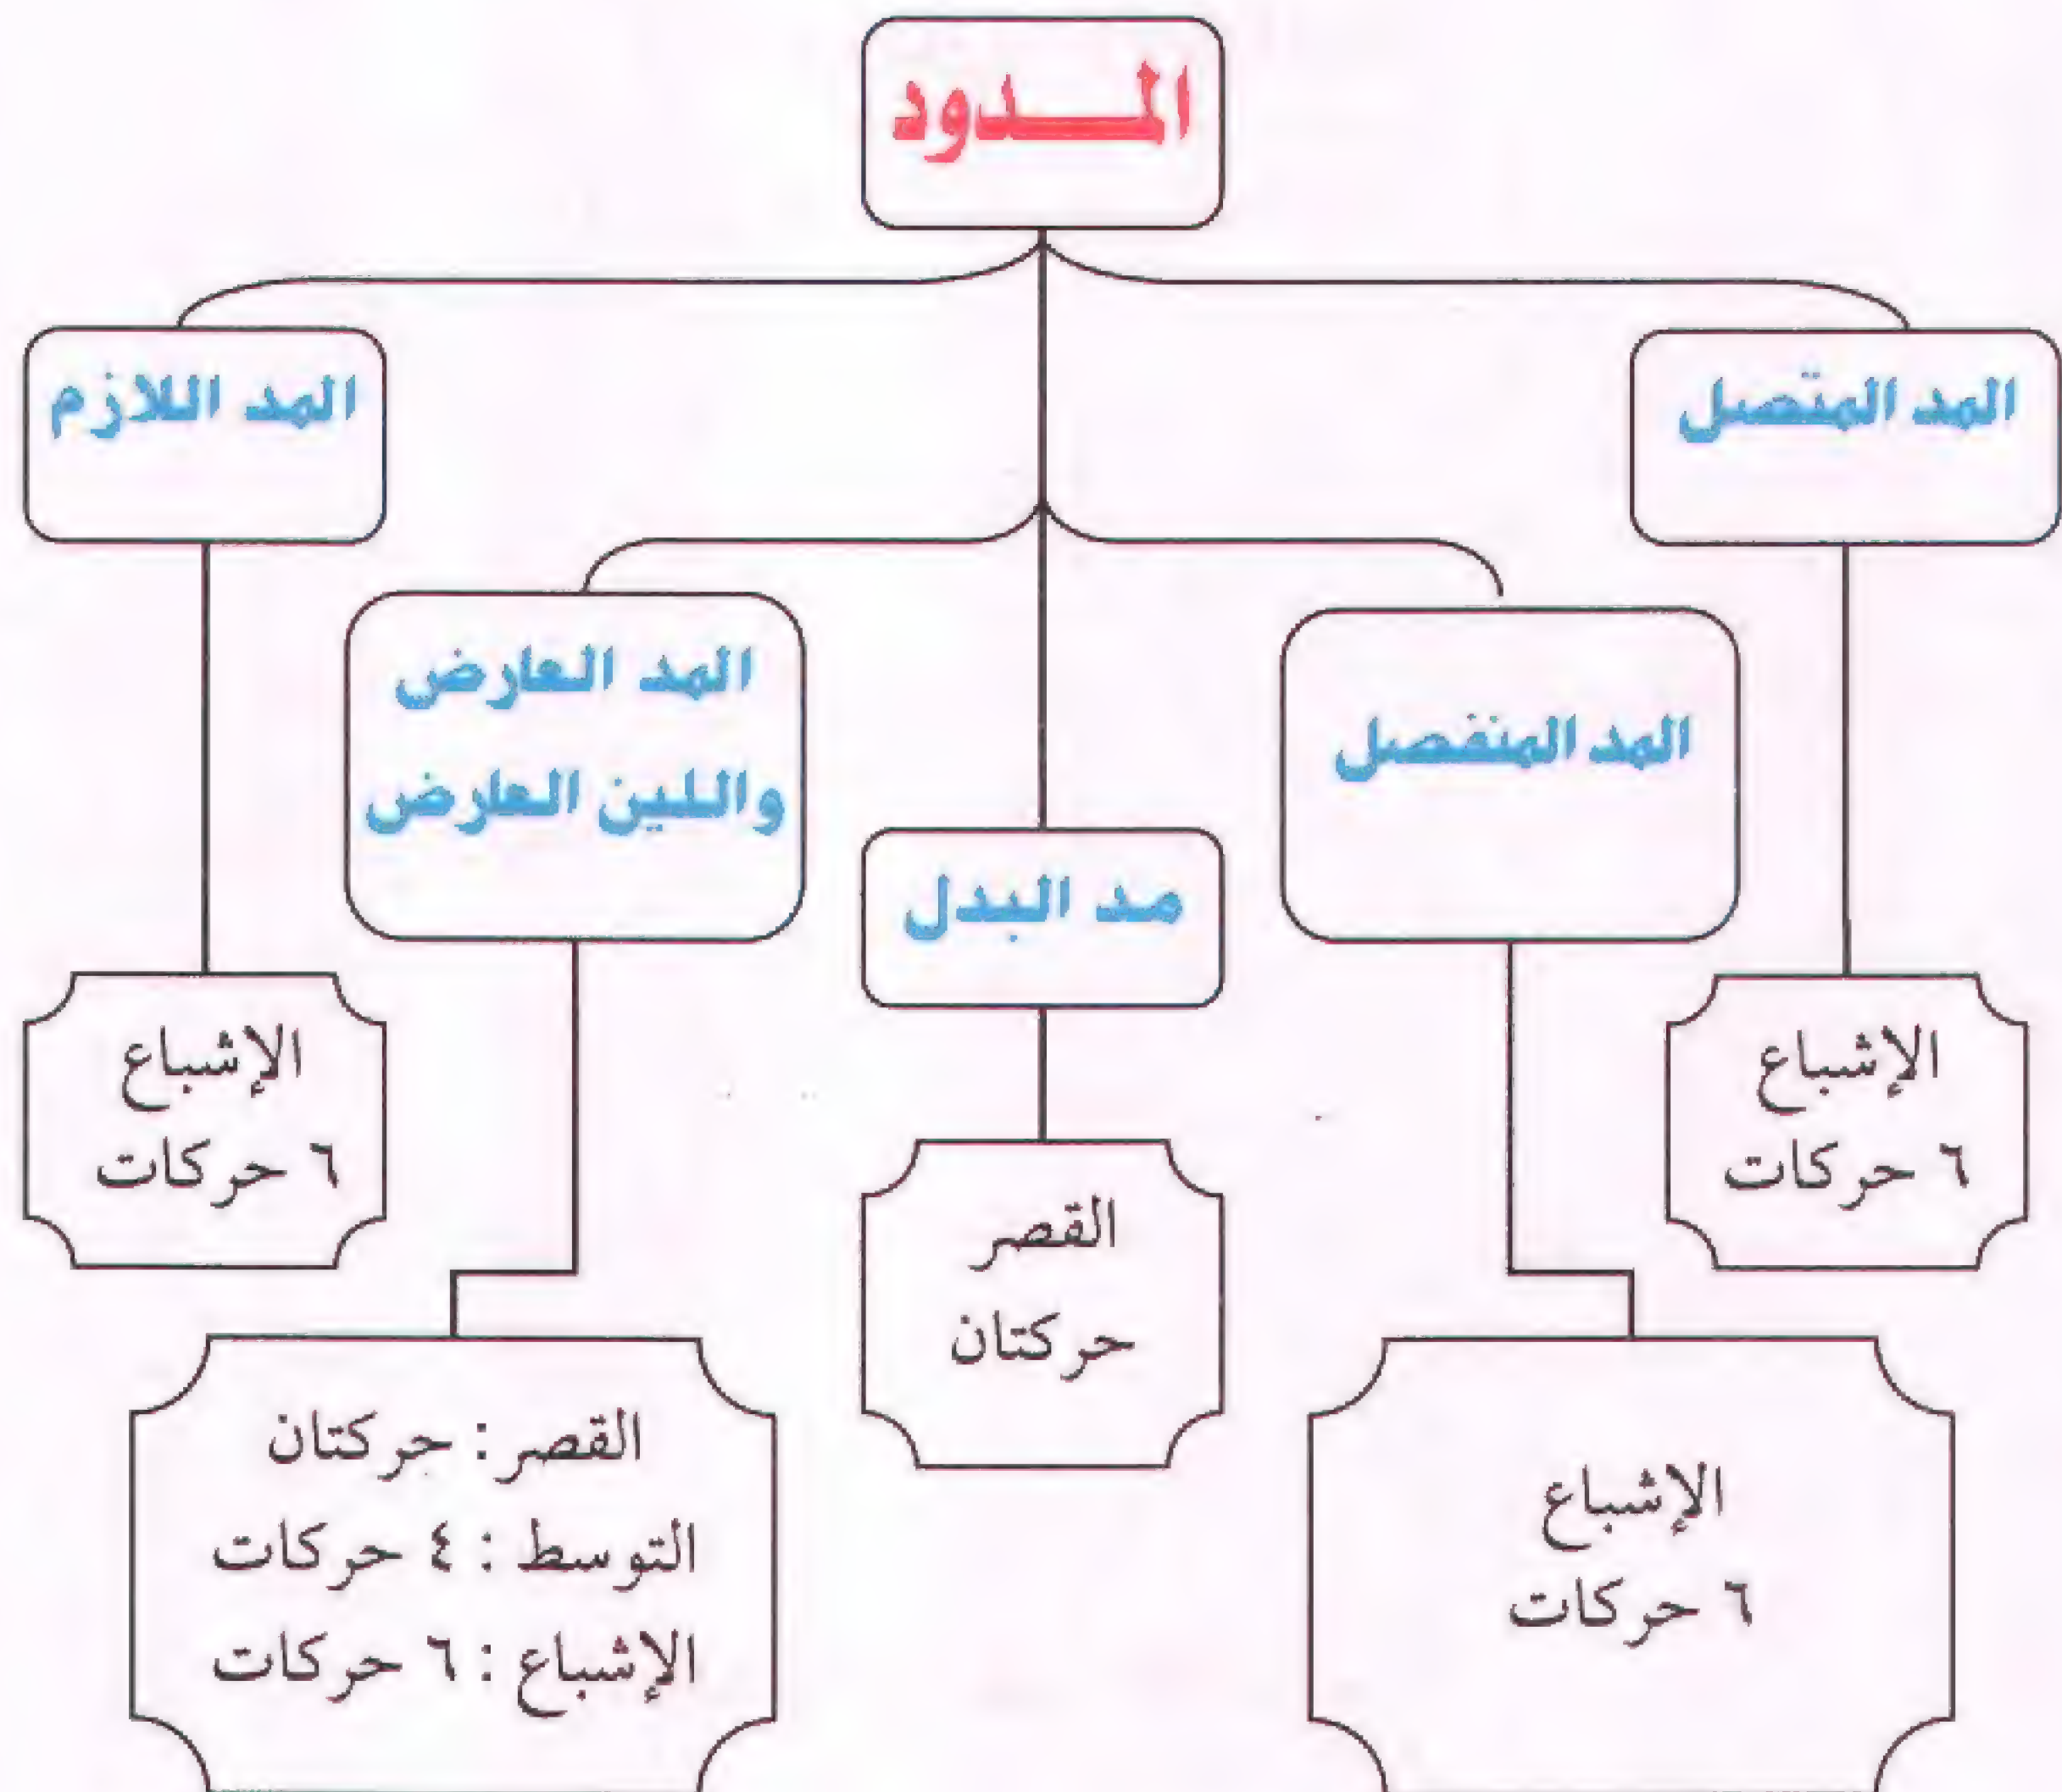 المدود
المد المتصل
المد اللازم
المد المنفصل
المد العارض
واللين العارض
مد البدل
الإشباع
٦ حركات
الإشباع
٦ حركات
القصر
حركتان
الإشباع
٦ حركات
القصر : حركتان
التوسط : ٤ حركات
الإشباع : ٦ حركات